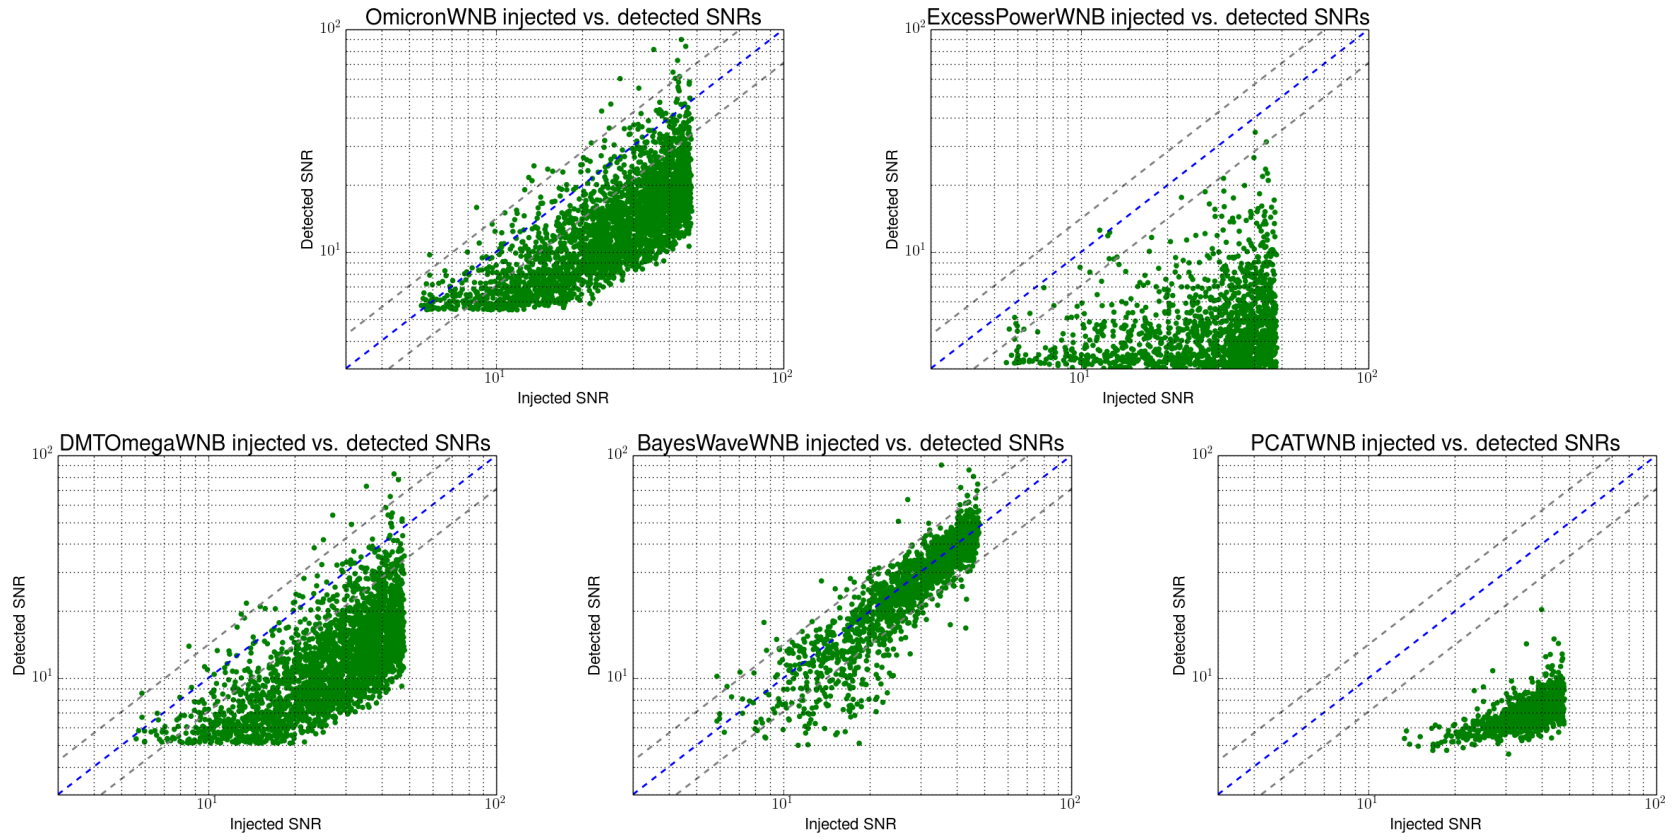 OmicronWNB injected vs. detected SNRs
10²
Detected SNR
10¹
10¹
10²
Injected SNR
ExcessPowerWNB injected vs. detected SNRs
10²
Detected SNR
10¹
10¹
10²
Injected SNR
DMTOmegaWNB injected vs. detected SNRs
10²
Detected SNR
10¹
10¹
10²
Injected SNR
BayesWaveWNB injected vs. detected SNRs
10²
Detected SNR
10¹
10¹
10²
Injected SNR
PCATWNB injected vs. detected SNRs
10²
Detected SNR
10¹
10¹
10²
Injected SNR